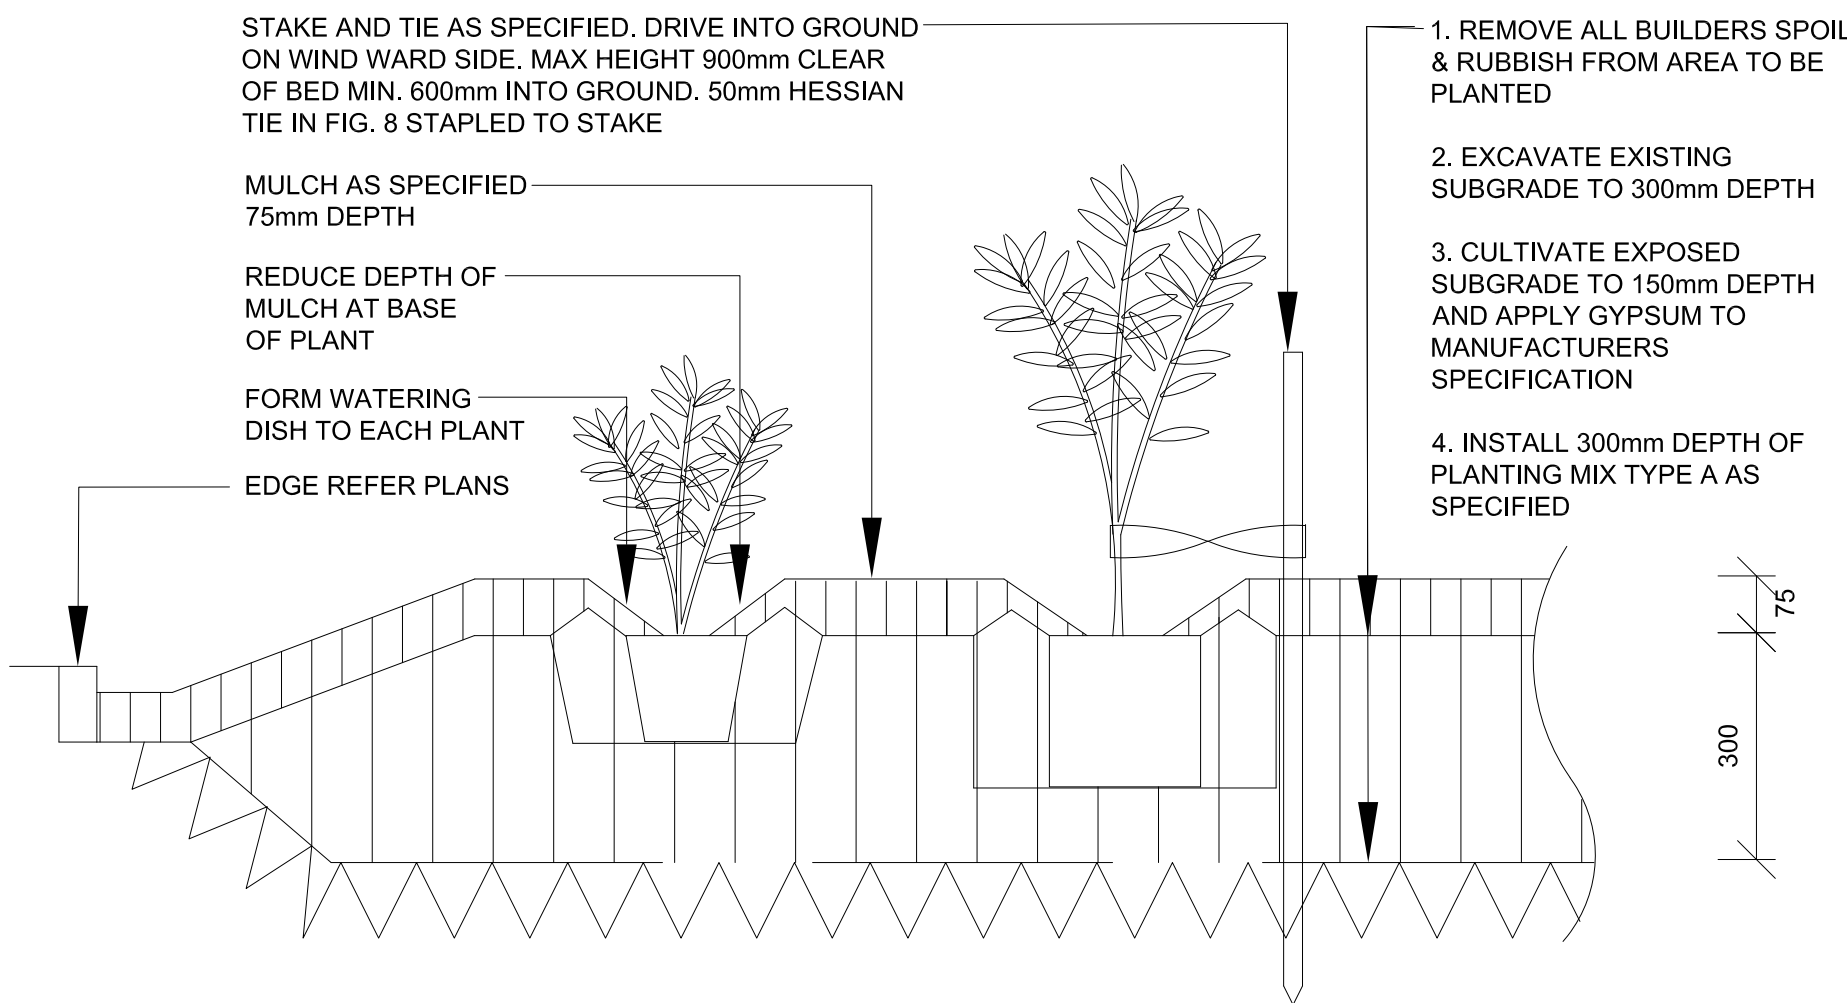 STAKE AND TIE AS SPECIFIED. DRIVE INTO GROUND
ON WIND WARD SIDE. MAX HEIGHT 900mm CLEAR
OF BED MIN. 600mm INTO GROUND. 50mm HESSIAN
TIE IN FIG. 8 STAPLED TO STAKE
MULCH AS SPECIFIED
75mm DEPTH
REDUCE DEPTH OF
MULCH AT BASE
OF PLANT
FORM WATERING
DISH TO EACH PLANT
EDGE REFER PLANS
1. REMOVE ALL BUILDERS SPOIL
& RUBBISH FROM AREA TO BE
PLANTED
2. EXCAVATE EXISTING
SUBGRADE TO 300mm DEPTH
3. CULTIVATE EXPOSED
SUBGRADE TO 150mm DEPTH
AND APPLY GYPSUM TO
MANUFACTURERS
SPECIFICATION
4. INSTALL 300mm DEPTH OF
PLANTING MIX TYPE A AS
SPECIFIED
75
300